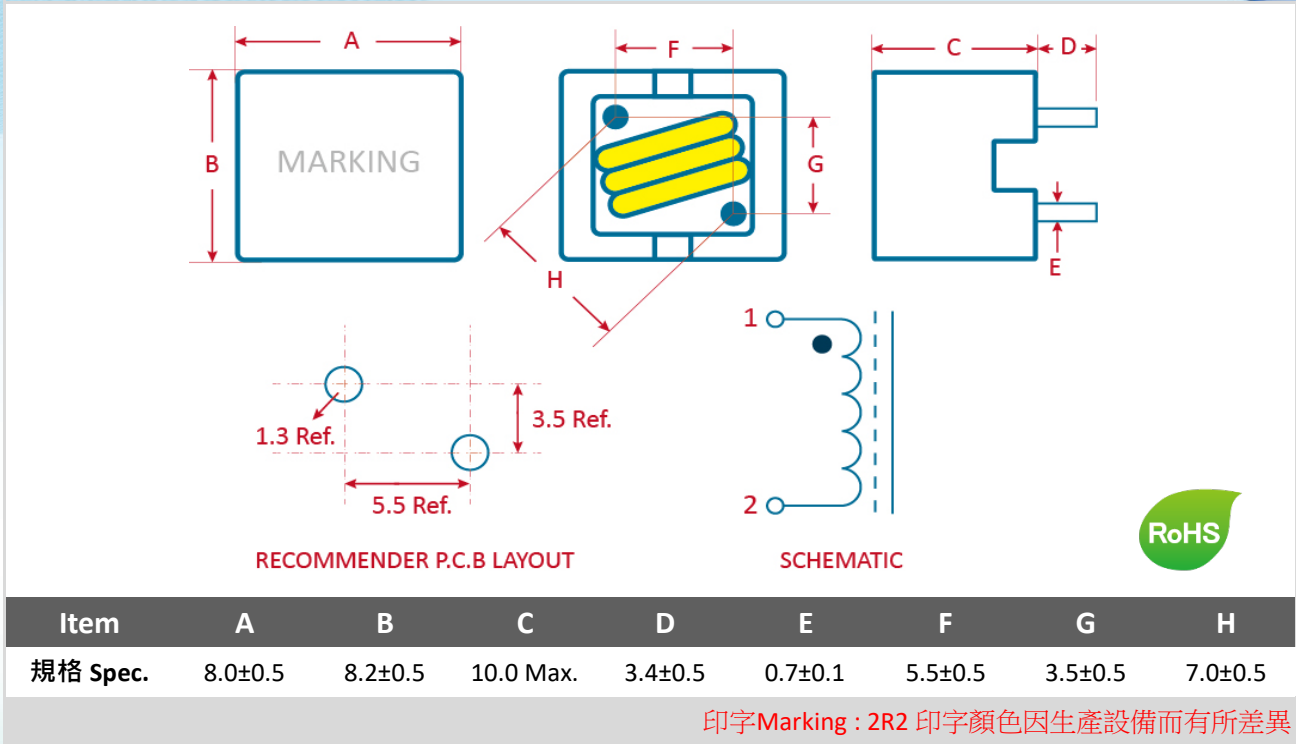 A
B
MARKING
F
G
H
C
D
E
1.3 Ref.
3.5 Ref.
5.5 Ref.
RECOMMENDER P.C.B LAYOUT
1
2
SCHEMATIC
RoHS
Item A B C D E F G H
規格 Spec. 8.0±0.5 8.2±0.5 10.0 Max. 3.4±0.5 0.7±0.1 5.5±0.5 3.5±0.5 7.0±0.5
印字Marking : 2R2 印字顏色因生產設備而有所差異